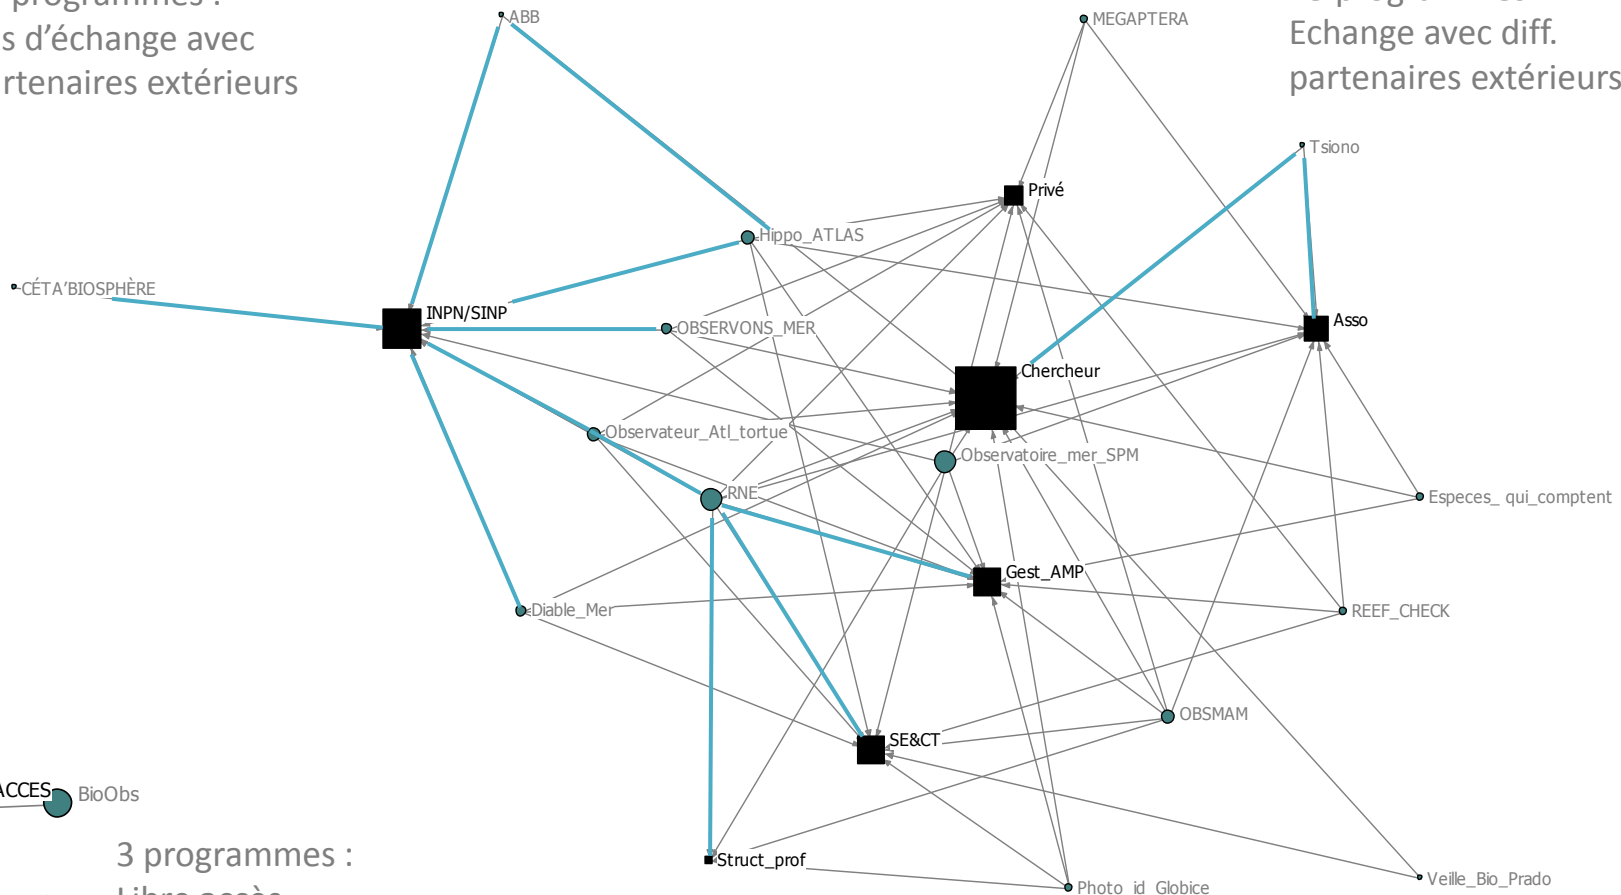 programmes :
ABB
MEGAPTERA
s d'échange avec
Echange avec diff.
rtenaires extérieurs
partenaires extérieurs
Tsiono
Privé
Hippo_ATLAS
CÉTA'BIOSPHÈRE
INPN/SINP
OBSERVONS_MER
Asso
Chercheur
Observateur_Atl_tortue
Observatoire_mer_SPM
RNE
Especes_ qui_comptent
Gest_AMP
Diable_Mer
REEF_CHECK
OBSMAM
SE&CT
ACCES
BioObs
3 programmes :
Struct_prof
Veille_Bio_Prado
Photo_id_Globice